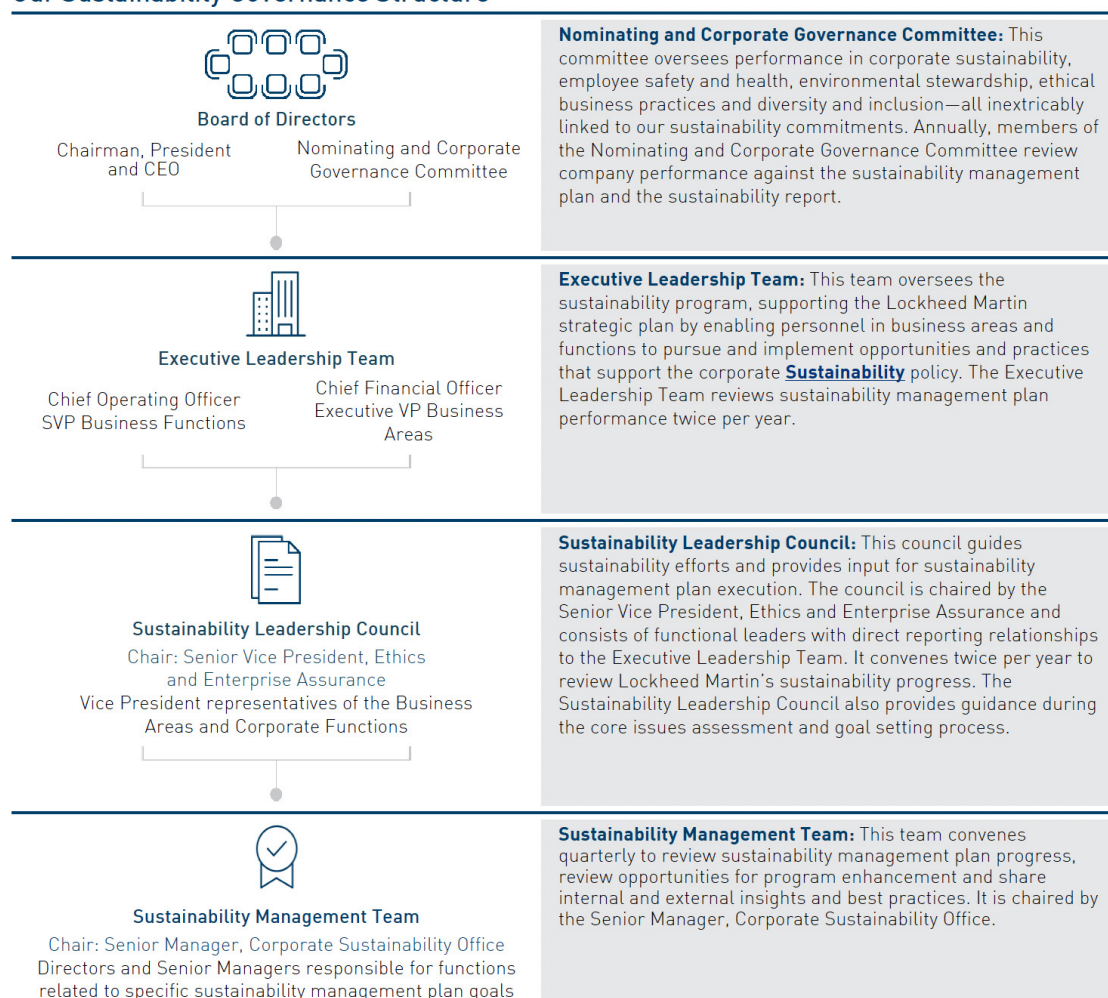 Our Sustainability Governance Structure
Board of Directors
Chairman, President
and CEO
Nominating and Corporate
Governance Committee
Nominating and Corporate Governance Committee: This
committee oversees performance in corporate sustainability,
employee safety and health, environmental stewardship, ethical
business practices and diversity and inclusion—all inextricably
linked to our sustainability commitments. Annually, members of
the Nominating and Corporate Governance Committee review
company performance against the sustainability management
plan and the sustainability report.
Executive Leadership Team
Chief Operating Officer
SVP Business Functions
Chief Financial Officer
Executive VP Business
Areas
Executive Leadership Team: This team oversees the
sustainability program, supporting the Lockheed Martin
strategic plan by enabling personnel in business areas and
functions to pursue and implement opportunities and practices
that support the corporate Sustainability policy. The Executive
Leadership Team reviews sustainability management plan
performance twice per year.
Sustainability Leadership Council
Chair: Senior Vice President, Ethics
and Enterprise Assurance
Vice President representatives of the Business
Areas and Corporate Functions
Sustainability Leadership Council: This council guides
sustainability efforts and provides input for sustainability
management plan execution. The council is chaired by the
Senior Vice President, Ethics and Enterprise Assurance and
consists of functional leaders with direct reporting relationships
to the Executive Leadership Team. It convenes twice per year to
review Lockheed Martin's sustainability progress. The
Sustainability Leadership Council also provides guidance during
the core issues assessment and goal setting process.
Sustainability Management Team
Chair: Senior Manager, Corporate Sustainability Office
Directors and Senior Managers responsible for functions
related to specific sustainability management plan goals
Sustainability Management Team: This team convenes
quarterly to review sustainability management plan progress,
review opportunities for program enhancement and share
internal and external insights and best practices. It is chaired by
the Senior Manager, Corporate Sustainability Office.